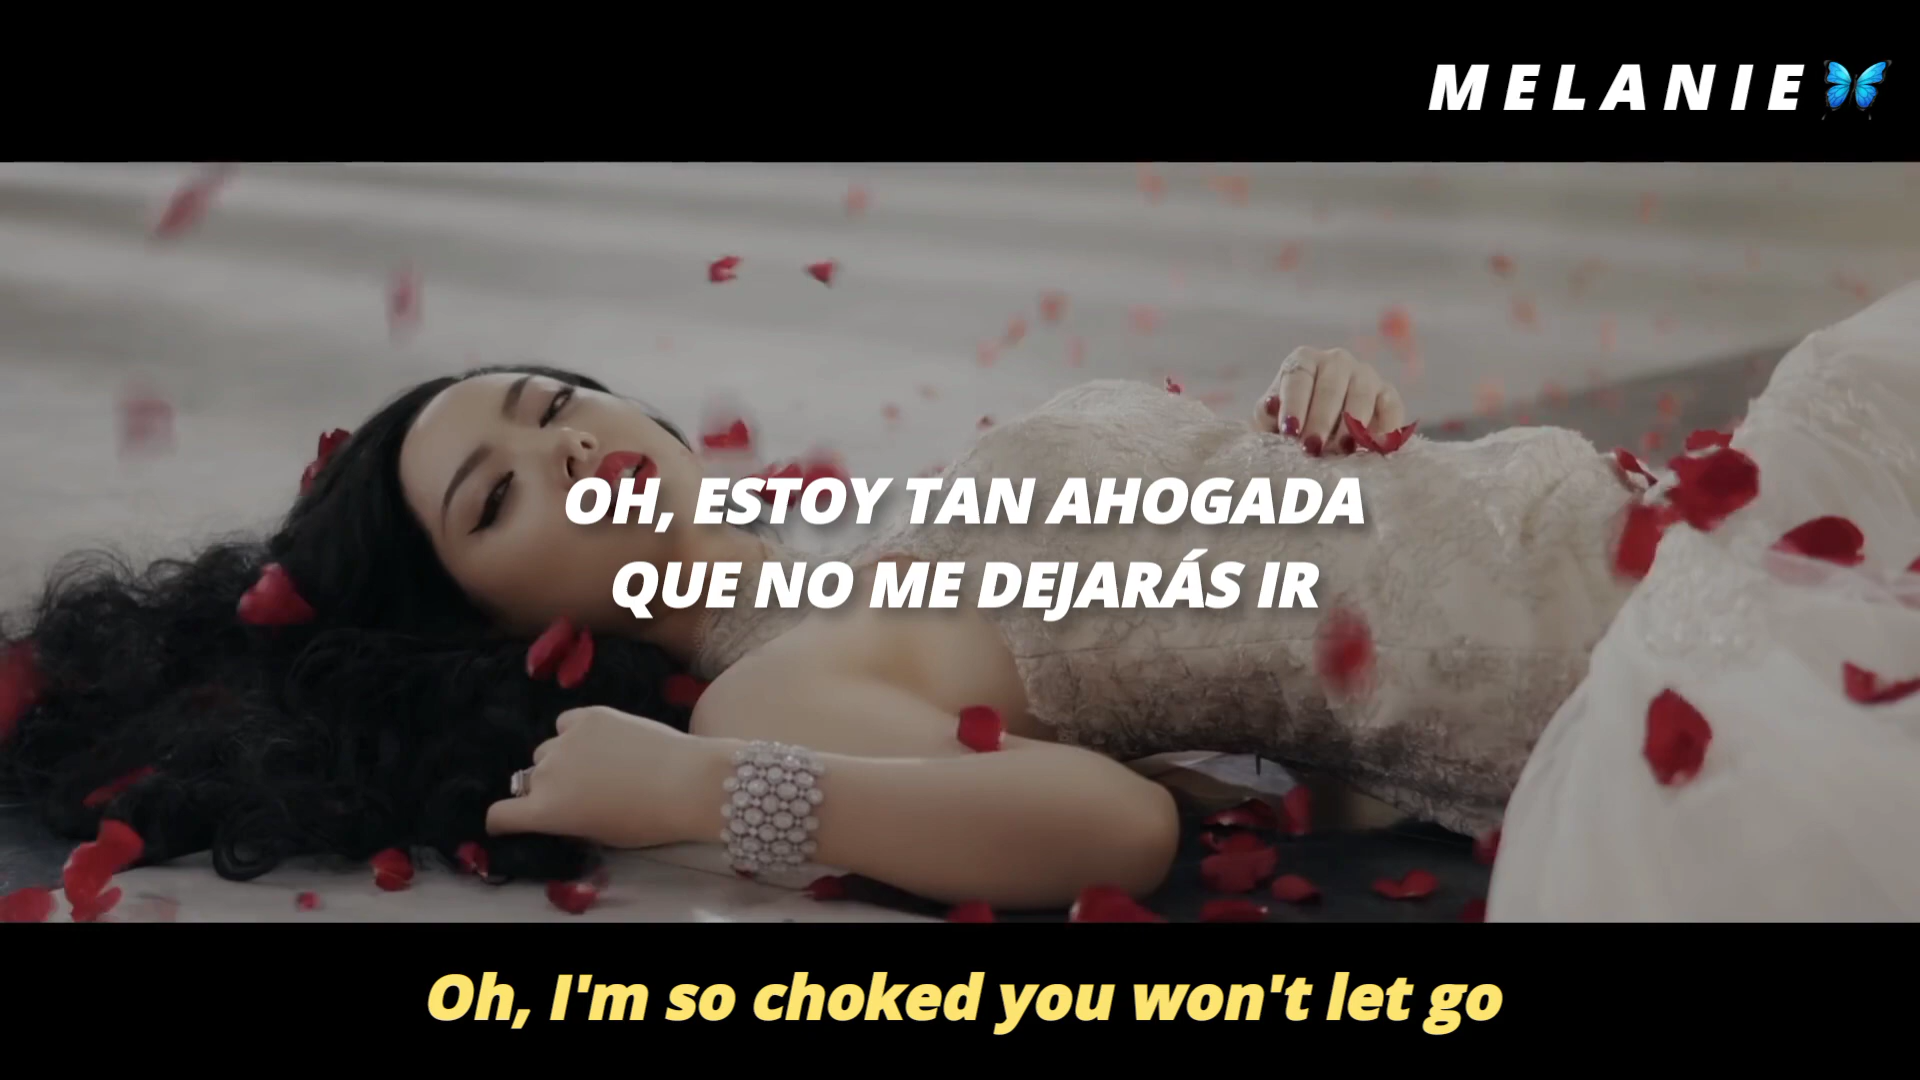 MELANIE🦋
OH, ESTOY TAN AHOGADA
QUE NO ME DEJARÁS IR
Oh, I'm so choked you won't let go